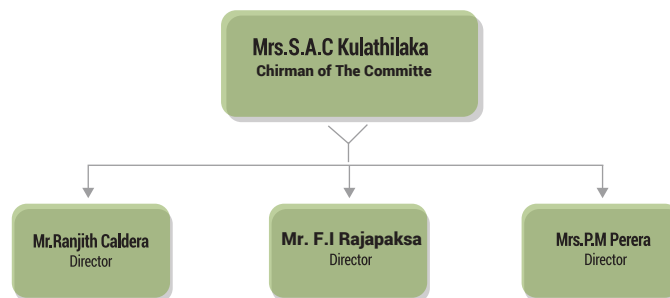 Mrs.S.A.C Kulathilaka
Chirman of The Committe
Mr.Ranjith Caldera
Director
Mr. F.I Rajapaksa
Director
Mrs.P.M Perera
Director